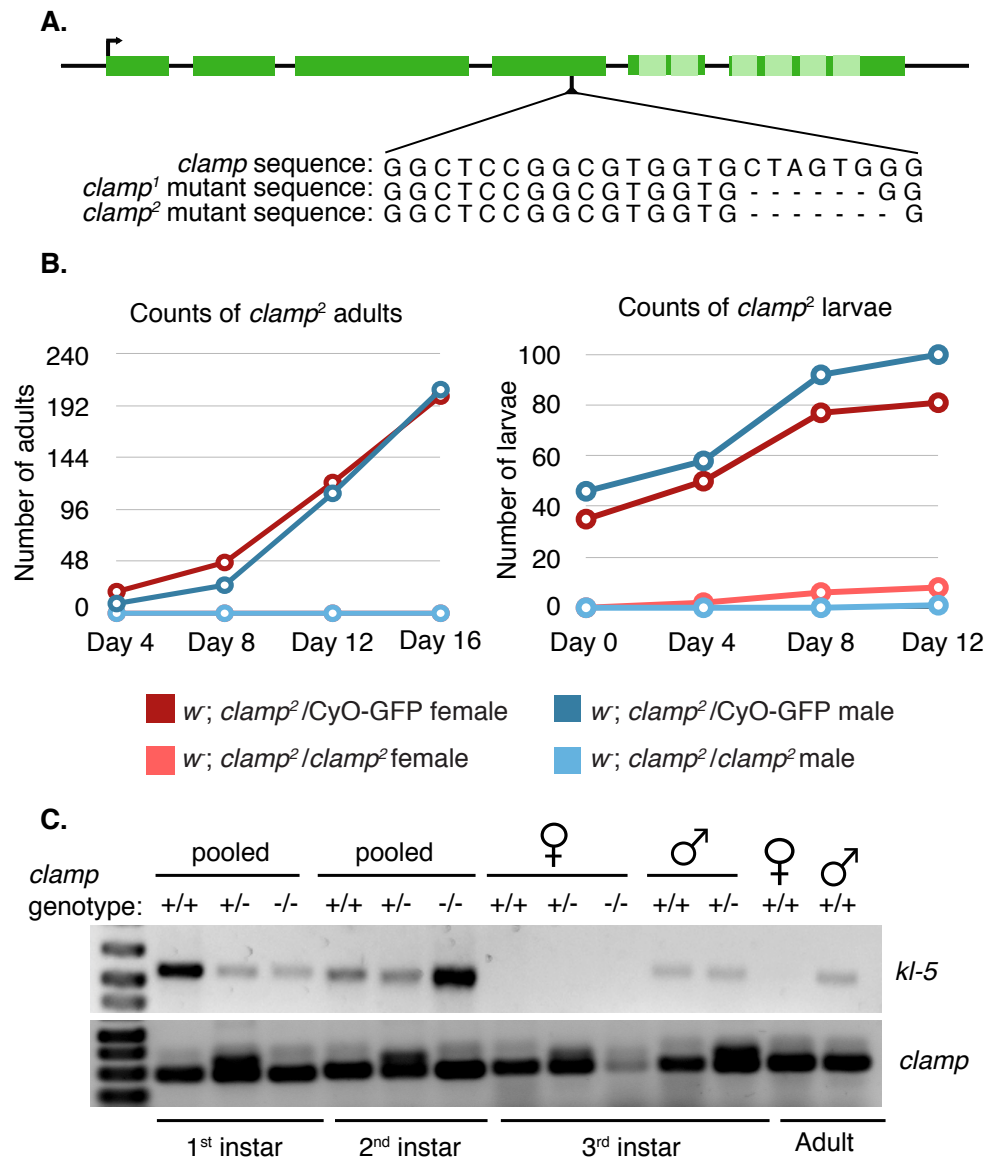 A.
clamp sequence: G G C T C C G G C G T G G T G C T A G T G G G
clamp¹ mutant sequence: G G C T C C G G C G T G G T G - - - - - - G G
clamp² mutant sequence: G G C T C C G G C G T G G T G - - - - - - - G
B.
Counts of clamp² adults
Number of adults
240
192
144
96
48
0
Day 4 Day 8 Day 12 Day 16
Counts of clamp² larvae
Number of larvae
100
80
60
40
20
0
Day 0 Day 4 Day 8 Day 12
w⁻; clamp²/CyO-GFP female
w⁻; clamp²/CyO-GFP male
w⁻; clamp²/clamp² female
w⁻; clamp²/clamp² male
C.
pooled pooled ♀ ♂ ♀ ♂
clamp
genotype: +/+ +/- -/- +/+ +/- -/- +/+ +/- -/- +/+ +/- +/+ +/+
kl-5
clamp
1st instar 2nd instar 3rd instar Adult